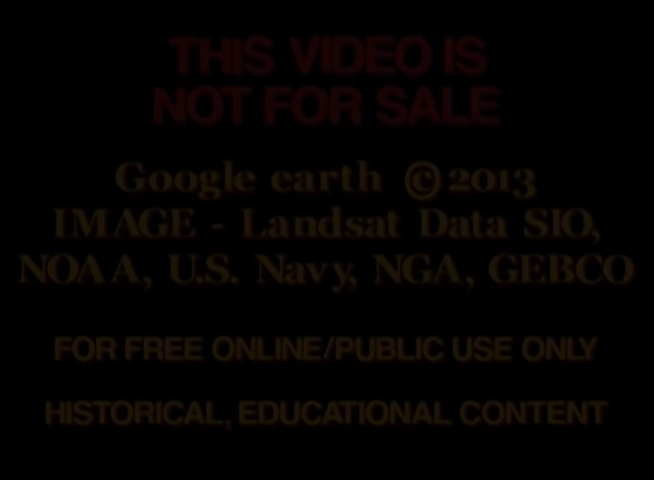 THIS VIDEO IS
NOT FOR SALE
Google earth ©2013
IMAGE - Landsat Data SIO,
NOAA, U.S. Navy, NGA, GEBCO
FOR FREE ONLINE/PUBLIC USE ONLY
HISTORICAL, EDUCATIONAL CONTENT